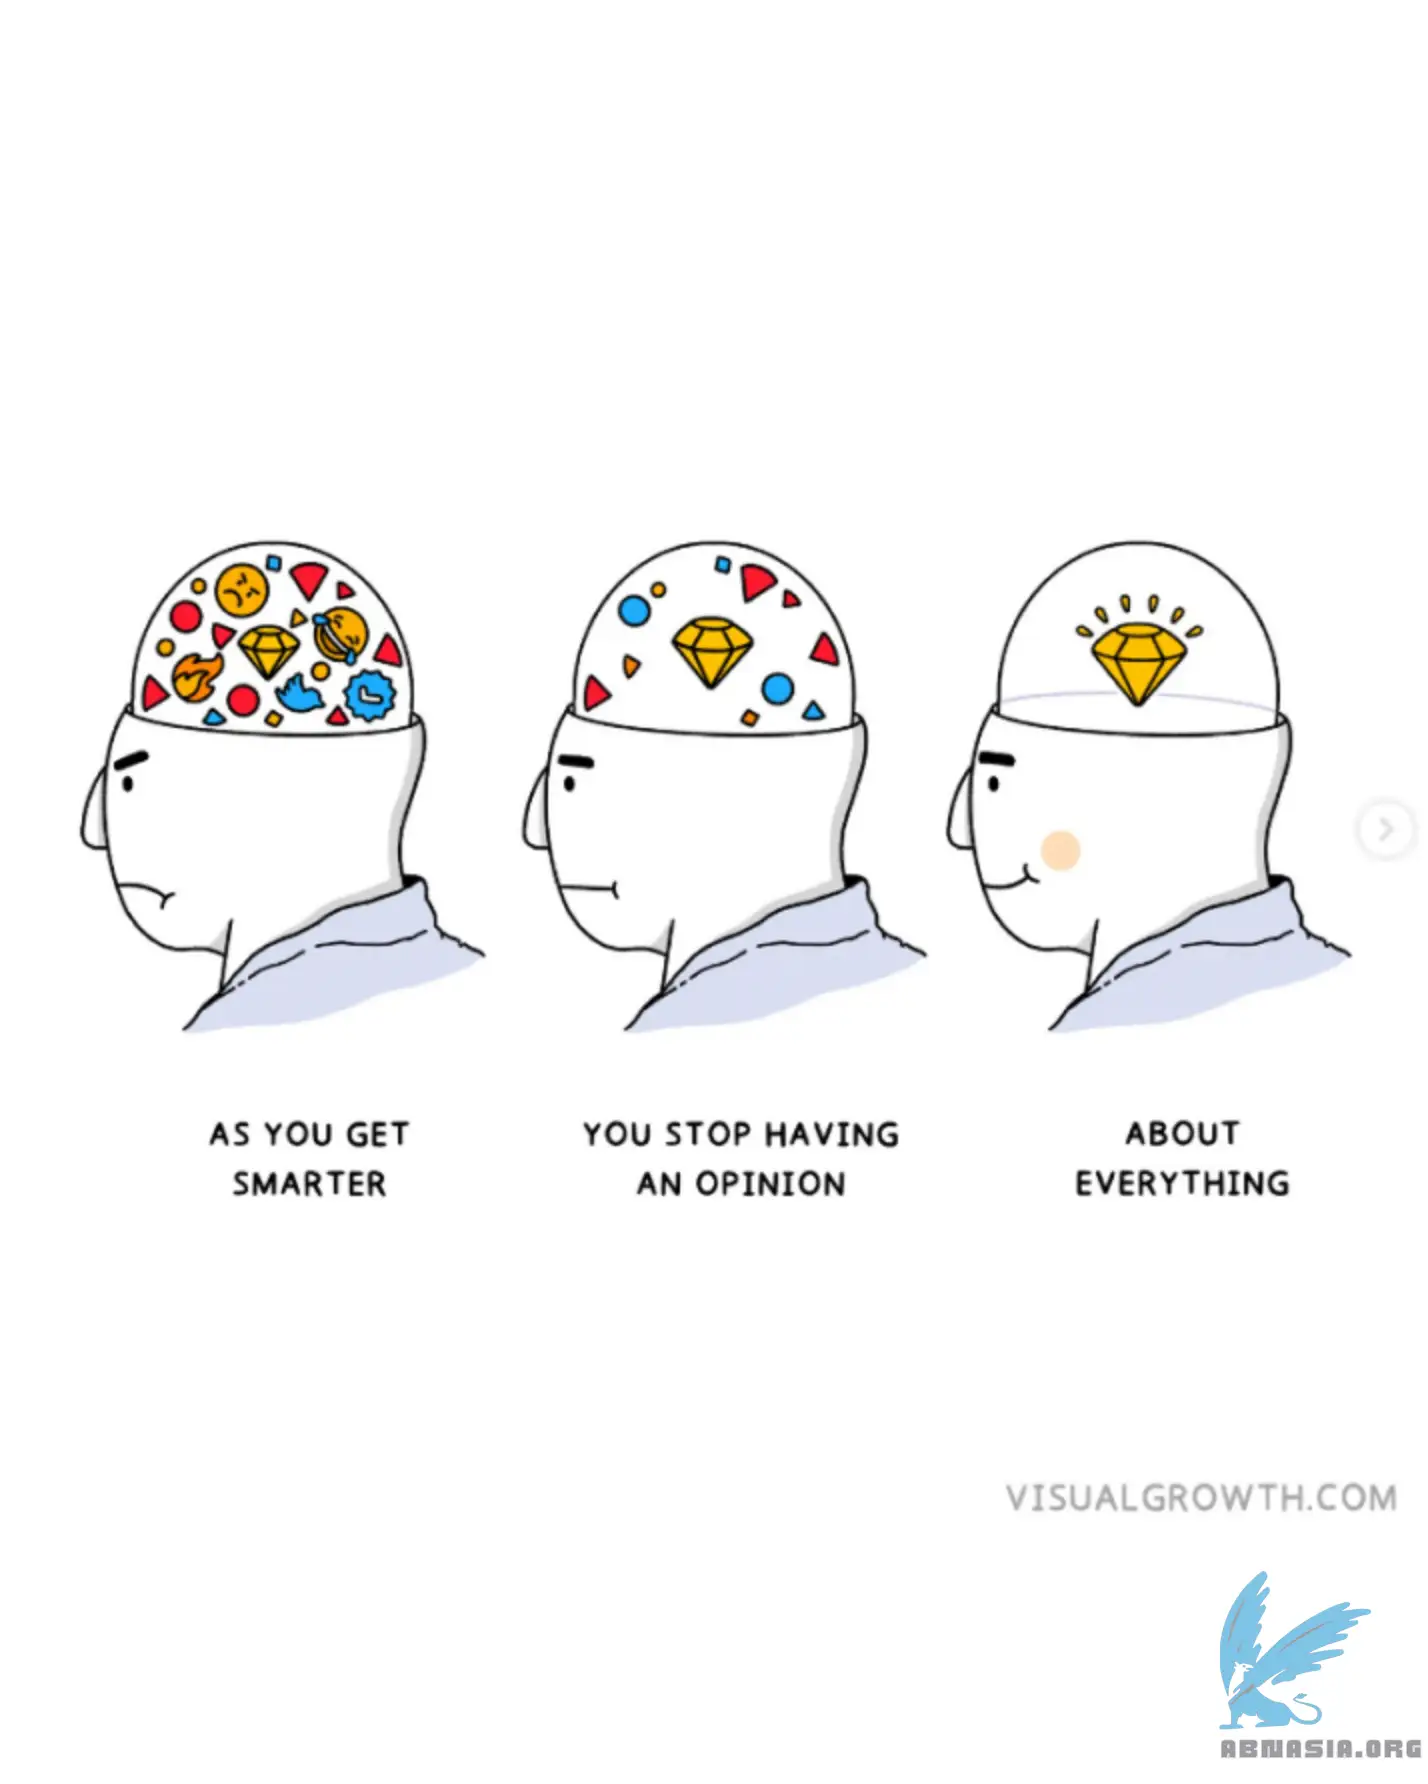 AS YOU GET
SMARTER
YOU STOP HAVING
AN OPINION
ABOUT
EVERYTHING
VISUALGROWTH.COM
ABNASIA.ORG